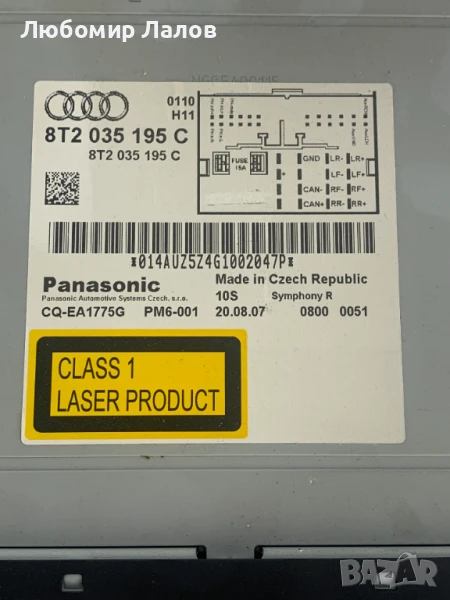 Любомир Лалов
0110
H11
8T2 035 195 C
8T2 035 195 C
FUSE
15A
GND LR- LR+
+ LF- LF+
CAN- RF- RF+
CAN+ RR- RR+
*014AUZ5Z4G1002047P*
Panasonic
Made in Czech Republic
Panasonic Automotive Systems Czech, s.r.o.
10S Symphony R
CQ-EA1775G PM6-001 20.08.07 0800 0051
CLASS 1
LASER PRODUCT
BAZAR